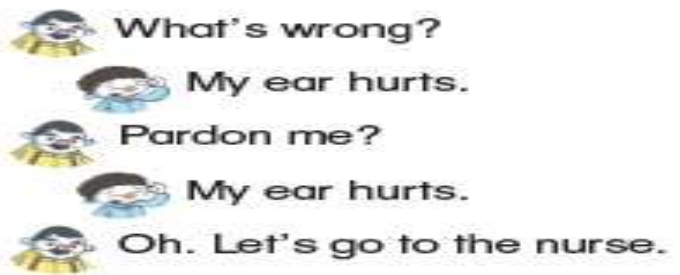 What's wrong?
My ear hurts.
Pardon me?
My ear hurts.
Oh. Let's go to the nurse.